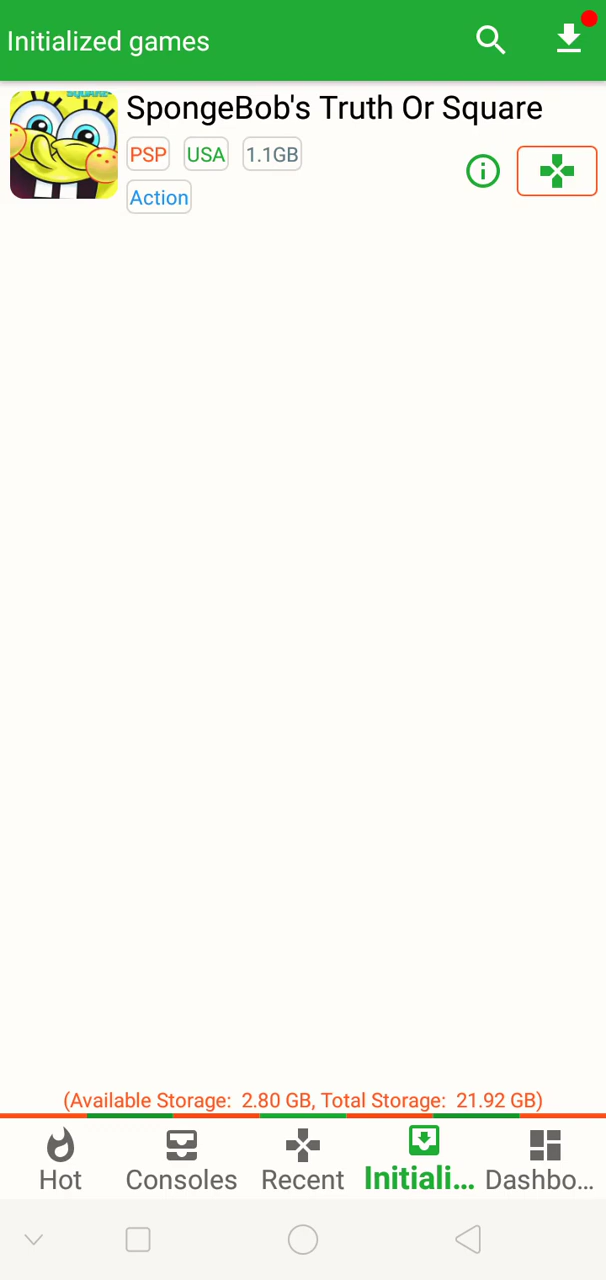 Initialized games
SQUARE
SpongeBob's Truth Or Square
PSP USA 1.1GB
Action
(Available Storage: 2.80 GB, Total Storage: 21.92 GB)
Hot Consoles Recent Initiali... Dashbo...